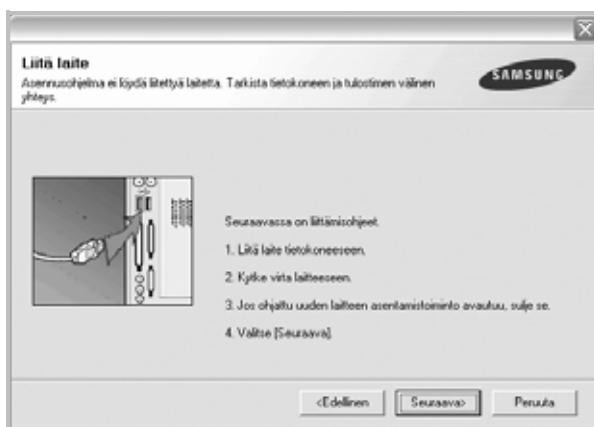 Liitä laite
SAMSUNG
Asennusohjelma ei löydä liitettyä laitetta. Tarkista tietokoneen ja tulostimen välinen
yhteys.
Seuraavassa on liittämisohjeet.
1. Liitä laite tietokoneeseen.
2. Kytke virta laitteeseen.
3. Jos ohjattu uuden laitteen asentamistoiminto avautuu, sulje se.
4. Valitse [Seuraava].
<Edellinen
Seuraava>
Peruuta